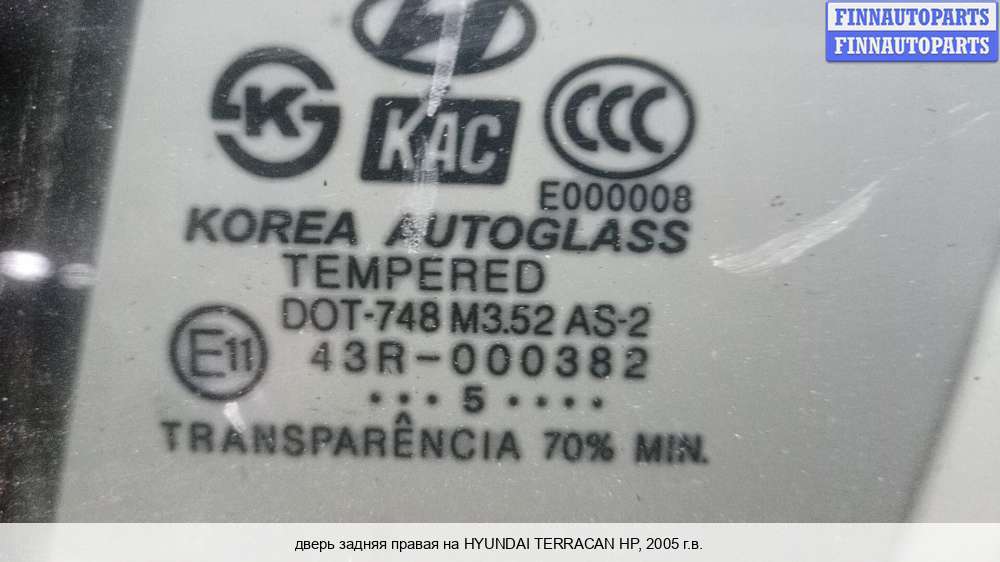 FINNAUTOPARTS
FINNAUTOPARTS
K
KAC
CCC
E000008
KOREA AUTOGLASS
TEMPERED
DOT-748 M3.52 AS-2
E11
43R-000382
••• 5 ••••
TRANSPARÊNCIA 70% MIN.
дверь задняя правая на HYUNDAI TERRACAN HP, 2005 г.в.